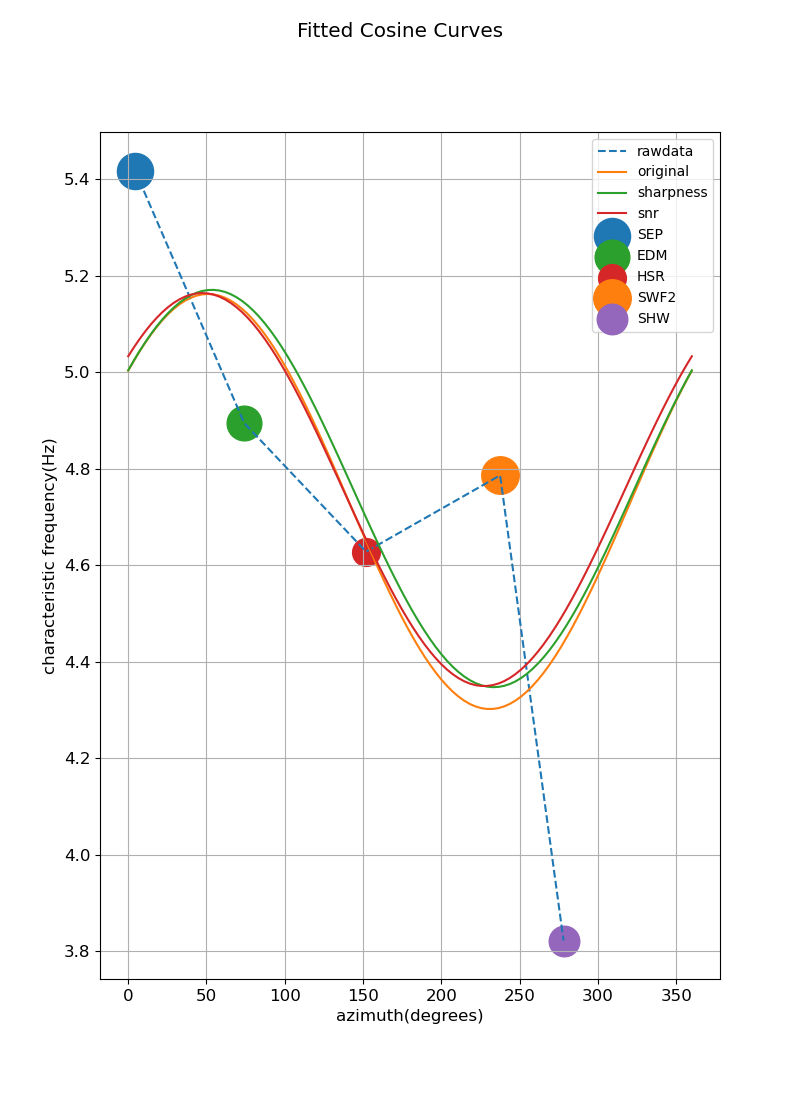 Fitted Cosine Curves
rawdata
original
sharpness
snr
SEP
EDM
HSR
SWF2
SHW
characteristic frequency(Hz)
5.4
5.2
5.0
4.8
4.6
4.4
4.2
4.0
3.8
0 50 100 150 200 250 300 350
azimuth(degrees)